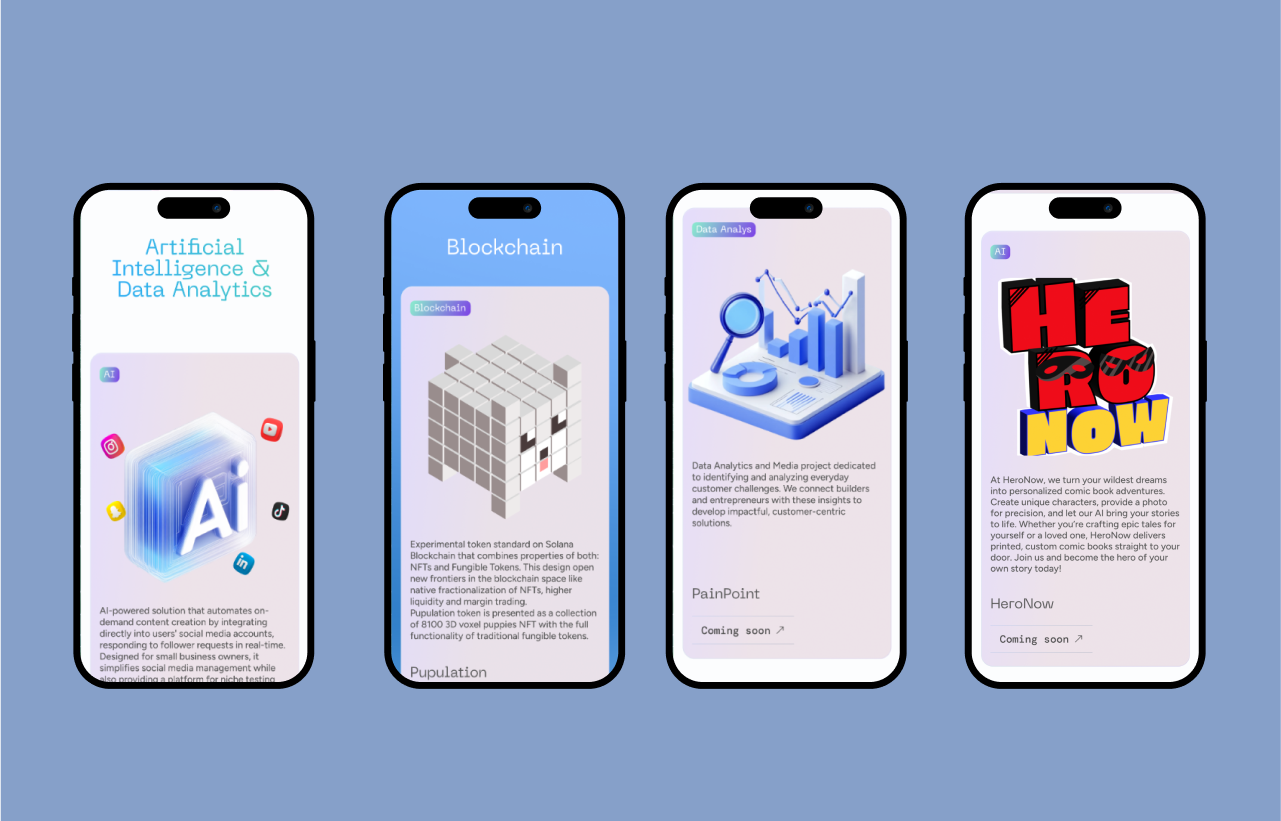 Artificial
Intelligence &
Data Analytics
AI
Ai
AI-powered solution that automates on-
demand content creation by integrating
directly into users' social media accounts,
responding to follower requests in real-time.
Designed for small business owners, it
simplifies social media management while
also providing a platform for niche testing
Blockchain
Blockchain
Experimental token standard on Solana
Blockchain that combines properties of both:
NFTs and Fungible Tokens. This design open
new frontiers in the blockchain space like
native fractionalization of NFTs, higher
liquidity and margin trading.
Pupulation token is presented as a collection
of 8100 3D voxel puppies NFT with the full
functionality of traditional fungible tokens.
Pupulation
Data Analys
Data Analytics and Media project dedicated
to identifying and analyzing everyday
customer challenges. We connect builders
and entrepreneurs with these insights to
develop impactful, customer-centric
solutions.
PainPoint
Coming soon ↗
AI
HE
RO
NOW
At HeroNow, we turn your wildest dreams
into personalized comic book adventures.
Create unique characters, provide a photo
for precision, and let our AI bring your stories
to life. Whether you're crafting epic tales for
yourself or a loved one, HeroNow delivers
printed, custom comic books straight to your
door. Join us and become the hero of your
own story today!
HeroNow
Coming soon ↗